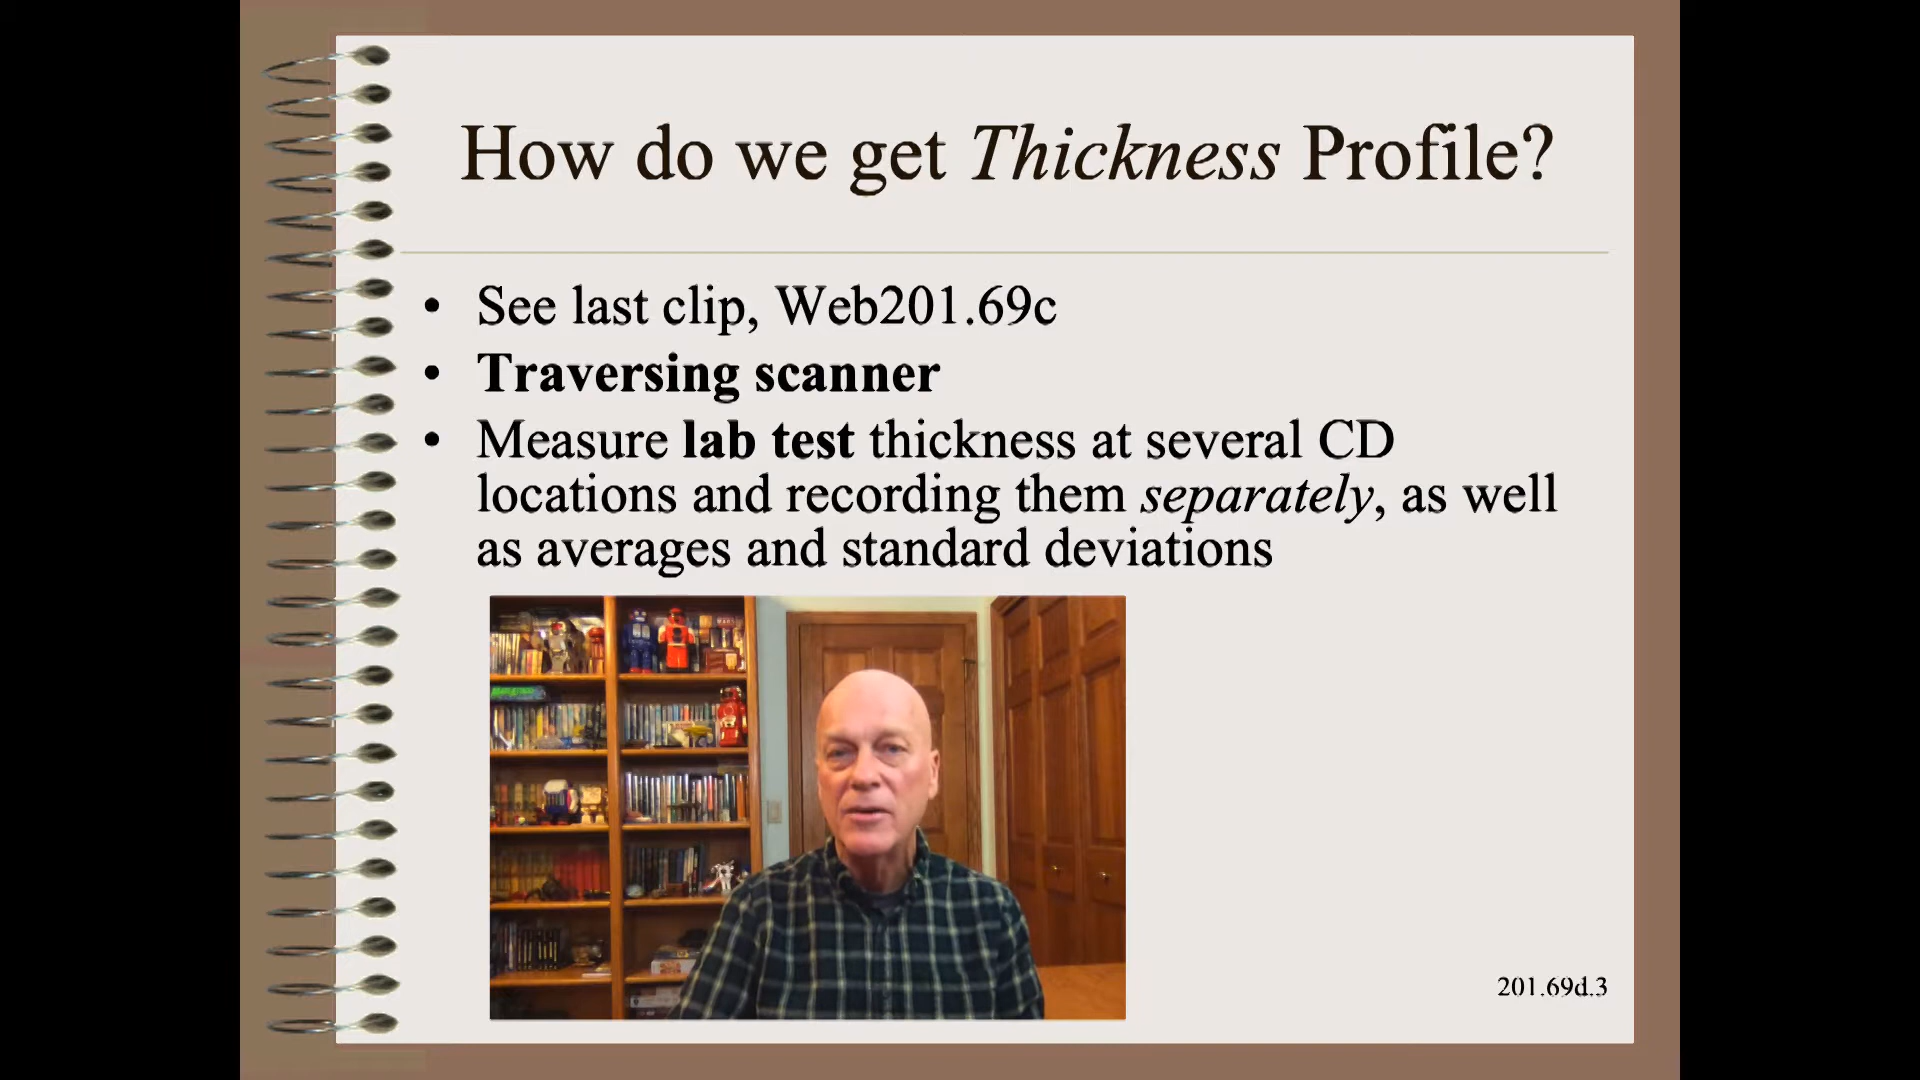 How do we get Thickness Profile?
• See last clip, Web201.69c
• Traversing scanner
• Measure lab test thickness at several CD
locations and recording them separately, as well
as averages and standard deviations
201.69d.3